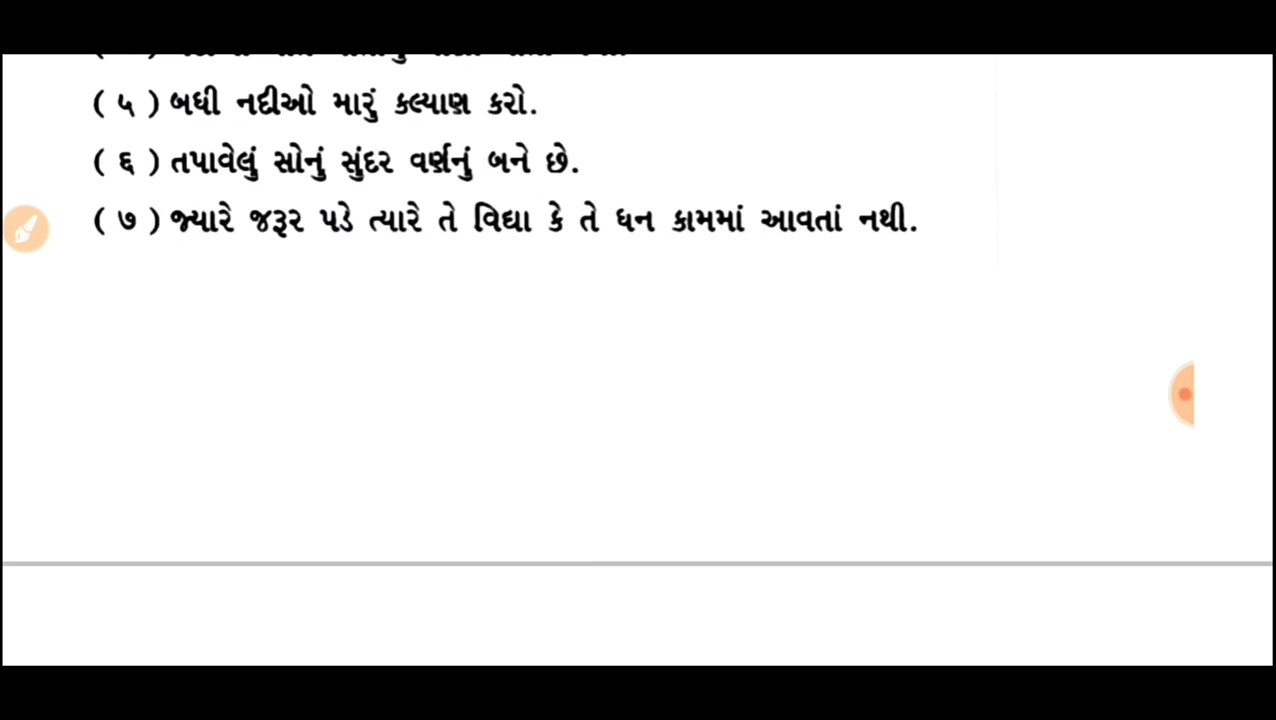 ( ૫ ) બધી નદીઓ મારું કલ્યાણ કરો.
( ૬ ) તપાવેલું સોનું સુંદર વર્ણનું બને છે.
( ૭ ) જ્યારે જરૂર પડે ત્યારે તે વિદ્યા કે તે ધન કામમાં આવતાં નથી.